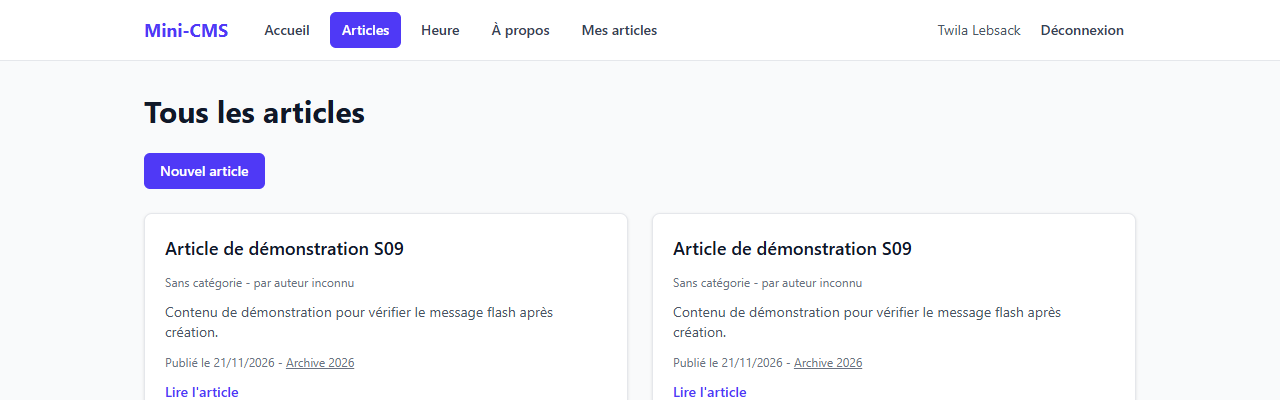 Mini-CMS Accueil Articles Heure À propos Mes articles Twila Lebsack Déconnexion
Tous les articles
Nouvel article
Article de démonstration S09
Sans catégorie - par auteur inconnu
Contenu de démonstration pour vérifier le message flash après
création.
Publié le 21/11/2026 - Archive 2026
Lire l'article
Article de démonstration S09
Sans catégorie - par auteur inconnu
Contenu de démonstration pour vérifier le message flash après
création.
Publié le 21/11/2026 - Archive 2026
Lire l'article